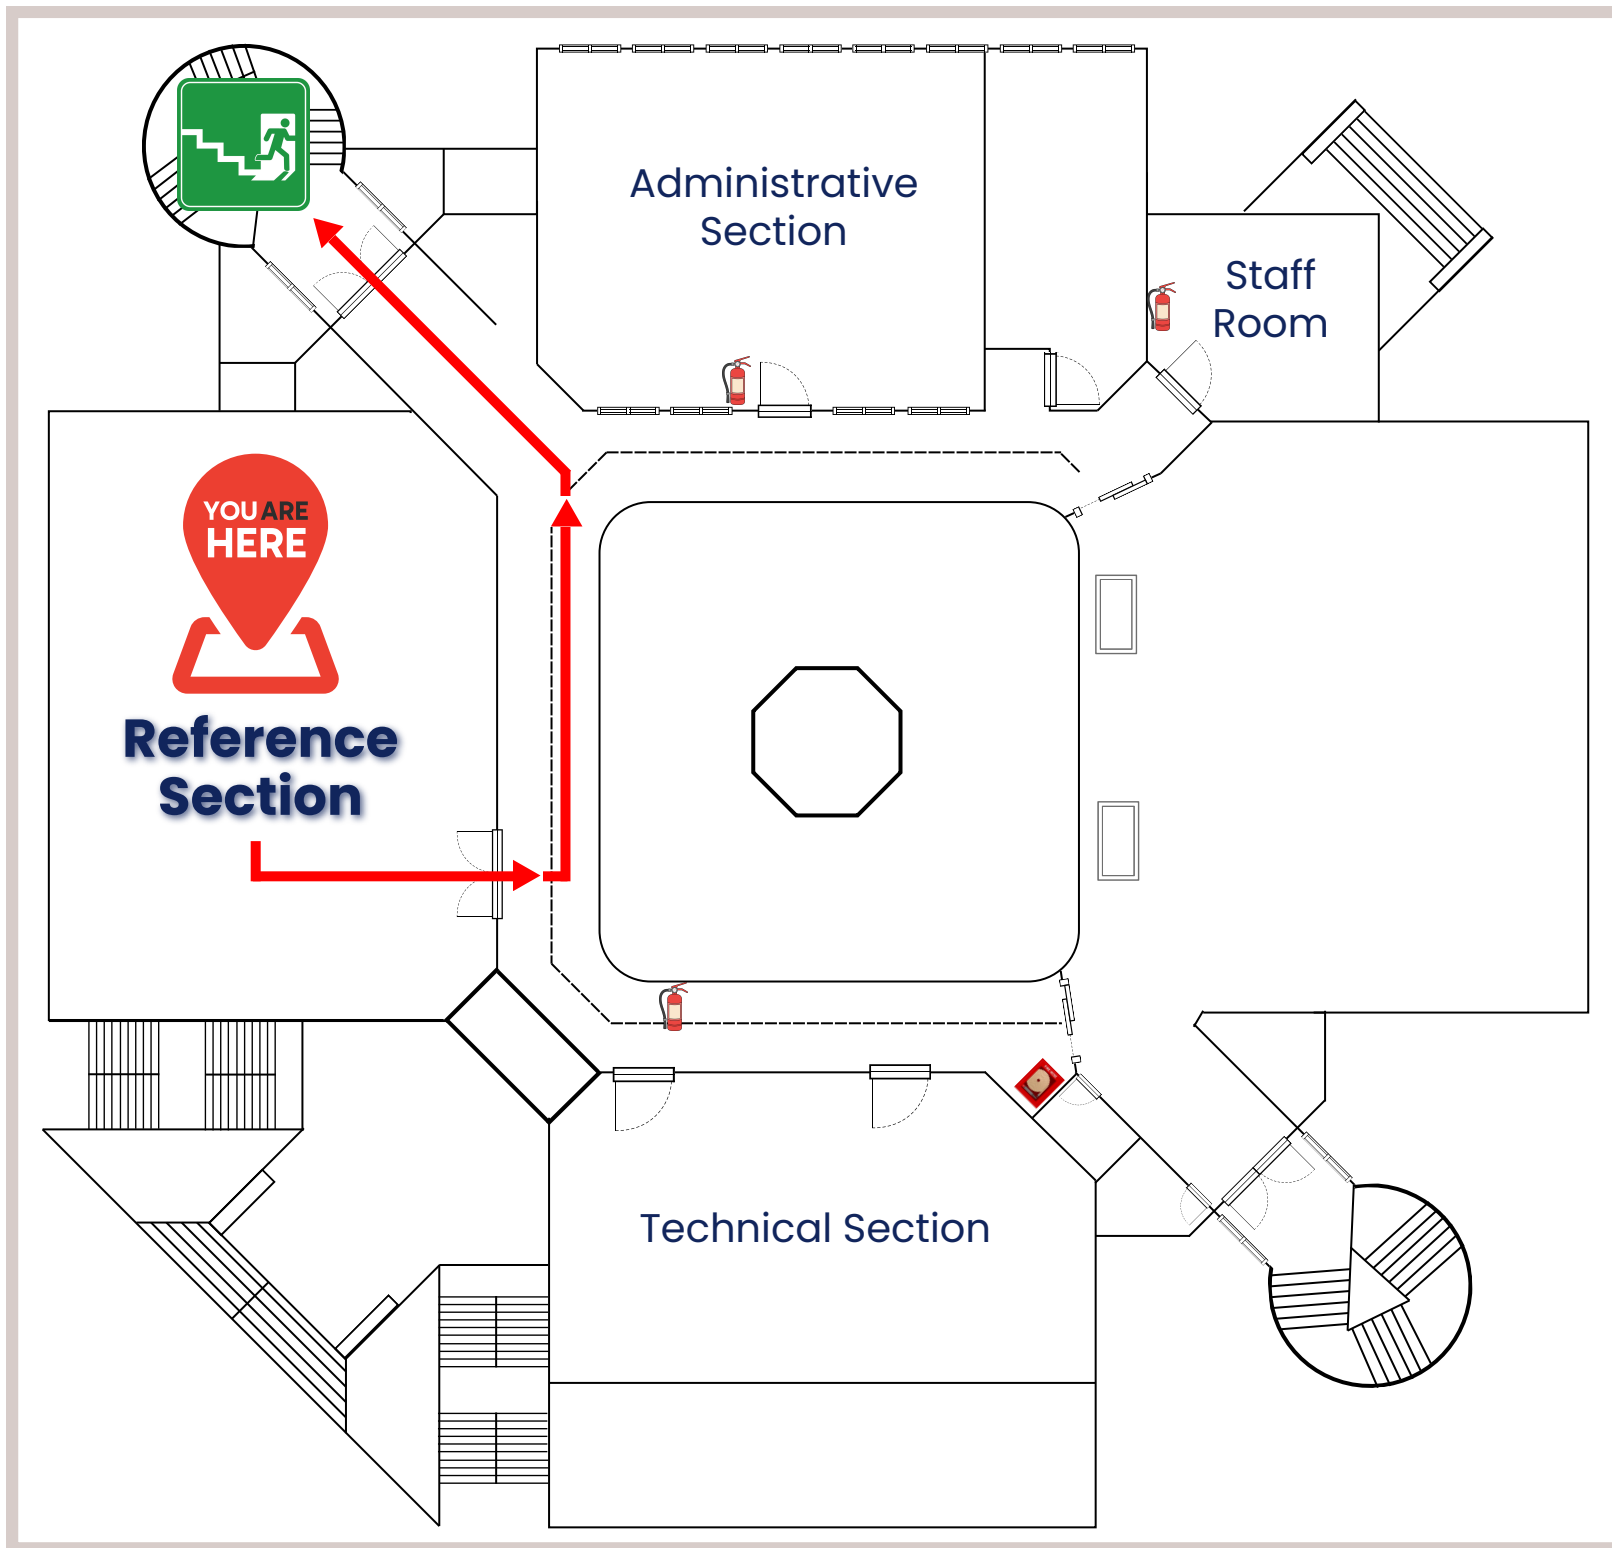 Administrative
Section
Staff
Room
YOU ARE
HERE
Reference
Section
Technical Section